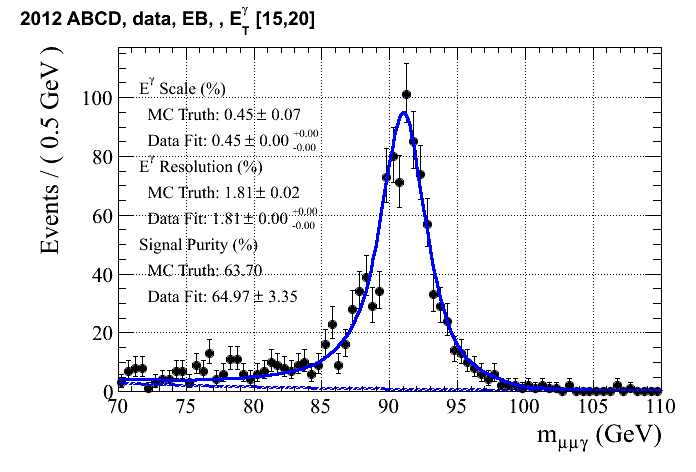 2012 ABCD, data, EB, , E_T^γ [15,20]
Events / ( 0.5 GeV )
E^γ Scale (%)
MC Truth: 0.45 ± 0.07
Data Fit: 0.45 ± 0.00 +0.00 -0.00
E^γ Resolution (%)
MC Truth: 1.81 ± 0.02
Data Fit: 1.81 ± 0.00 +0.00 -0.00
Signal Purity (%)
MC Truth: 63.70
Data Fit: 64.97 ± 3.35
100
80
60
40
20
0
70 75 80 85 90 95 100 105 110
m_μμγ (GeV)